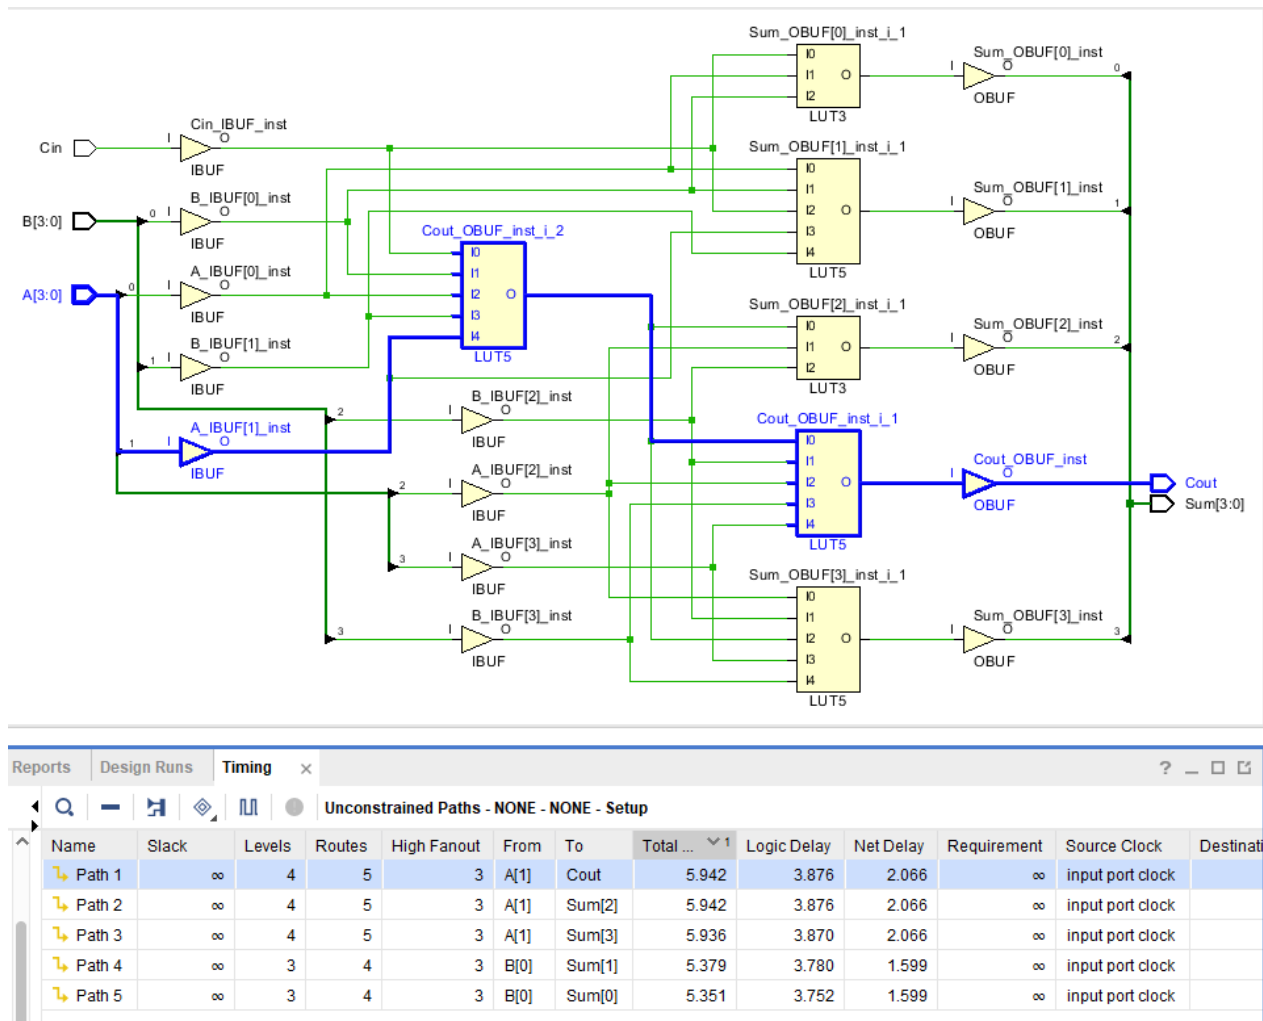 Sum_OBUF[0]_inst_i_1
I0
I1 O
I2
LUT3
Sum_OBUF[0]_inst
I O
OBUF
0
Cin
Cin_IBUF_inst
I O
IBUF
Sum_OBUF[1]_inst_i_1
I0
I1
I2 O
I3
I4
LUT5
Sum_OBUF[1]_inst
I O
OBUF
1
B[3:0]
0
B_IBUF[0]_inst
I O
IBUF
Cout_OBUF_inst_i_2
I0
I1
I2 O
I3
I4
LUT5
A[3:0]
0
A_IBUF[0]_inst
I O
IBUF
Sum_OBUF[2]_inst_i_1
I0
I1 O
I2
LUT3
Sum_OBUF[2]_inst
I O
OBUF
2
1
B_IBUF[1]_inst
I O
IBUF
2
B_IBUF[2]_inst
I O
IBUF
1
A_IBUF[1]_inst
I O
IBUF
Cout_OBUF_inst_i_1
I0
I1
I2 O
I3
I4
LUT5
Cout_OBUF_inst
I O
OBUF
Cout
Sum[3:0]
2
A_IBUF[2]_inst
I O
IBUF
3
A_IBUF[3]_inst
I O
IBUF
3
B_IBUF[3]_inst
I O
IBUF
Sum_OBUF[3]_inst_i_1
I0
I1
I2 O
I3
I4
LUT5
Sum_OBUF[3]_inst
I O
OBUF
3
Reports Design Runs Timing
Unconstrained Paths - NONE - NONE - Setup
Name Slack Levels Routes High Fanout From To Total ... 1 Logic Delay Net Delay Requirement Source Clock Destinati
Path 1 ∞ 4 5 3 A[1] Cout 5.942 3.876 2.066 ∞ input port clock
Path 2 ∞ 4 5 3 A[1] Sum[2] 5.942 3.876 2.066 ∞ input port clock
Path 3 ∞ 4 5 3 A[1] Sum[3] 5.936 3.870 2.066 ∞ input port clock
Path 4 ∞ 3 4 3 B[0] Sum[1] 5.379 3.780 1.599 ∞ input port clock
Path 5 ∞ 3 4 3 B[0] Sum[0] 5.351 3.752 1.599 ∞ input port clock